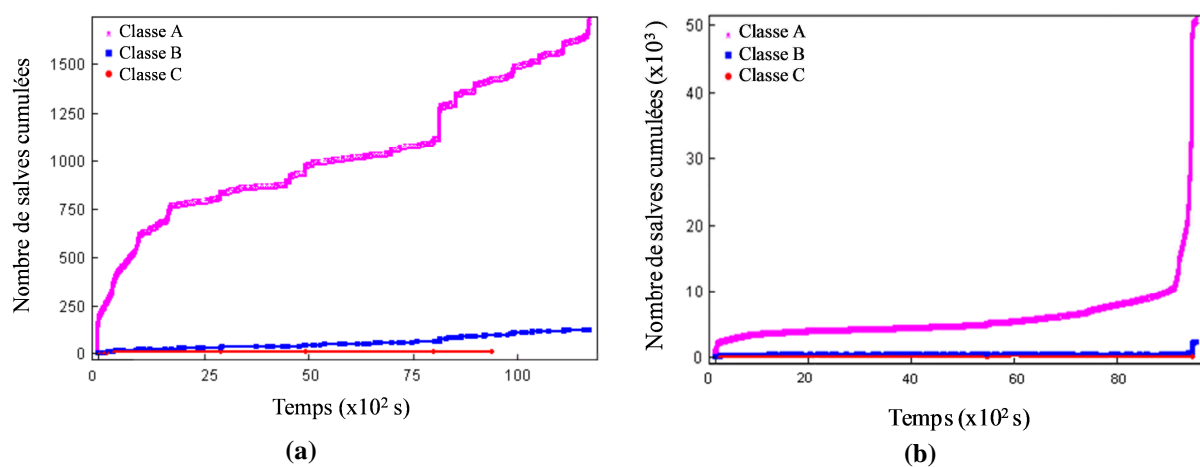 Nombre de salves cumulées
Classe A
Classe B
Classe C
1500
1250
1000
750
500
250
0
0
25
50
75
100
Temps (x10² s)
(a)
Nombre de salves cumulées (x10³)
Classe A
Classe B
Classe C
50
40
30
20
10
0
0
20
40
60
80
Temps (x10² s)
(b)